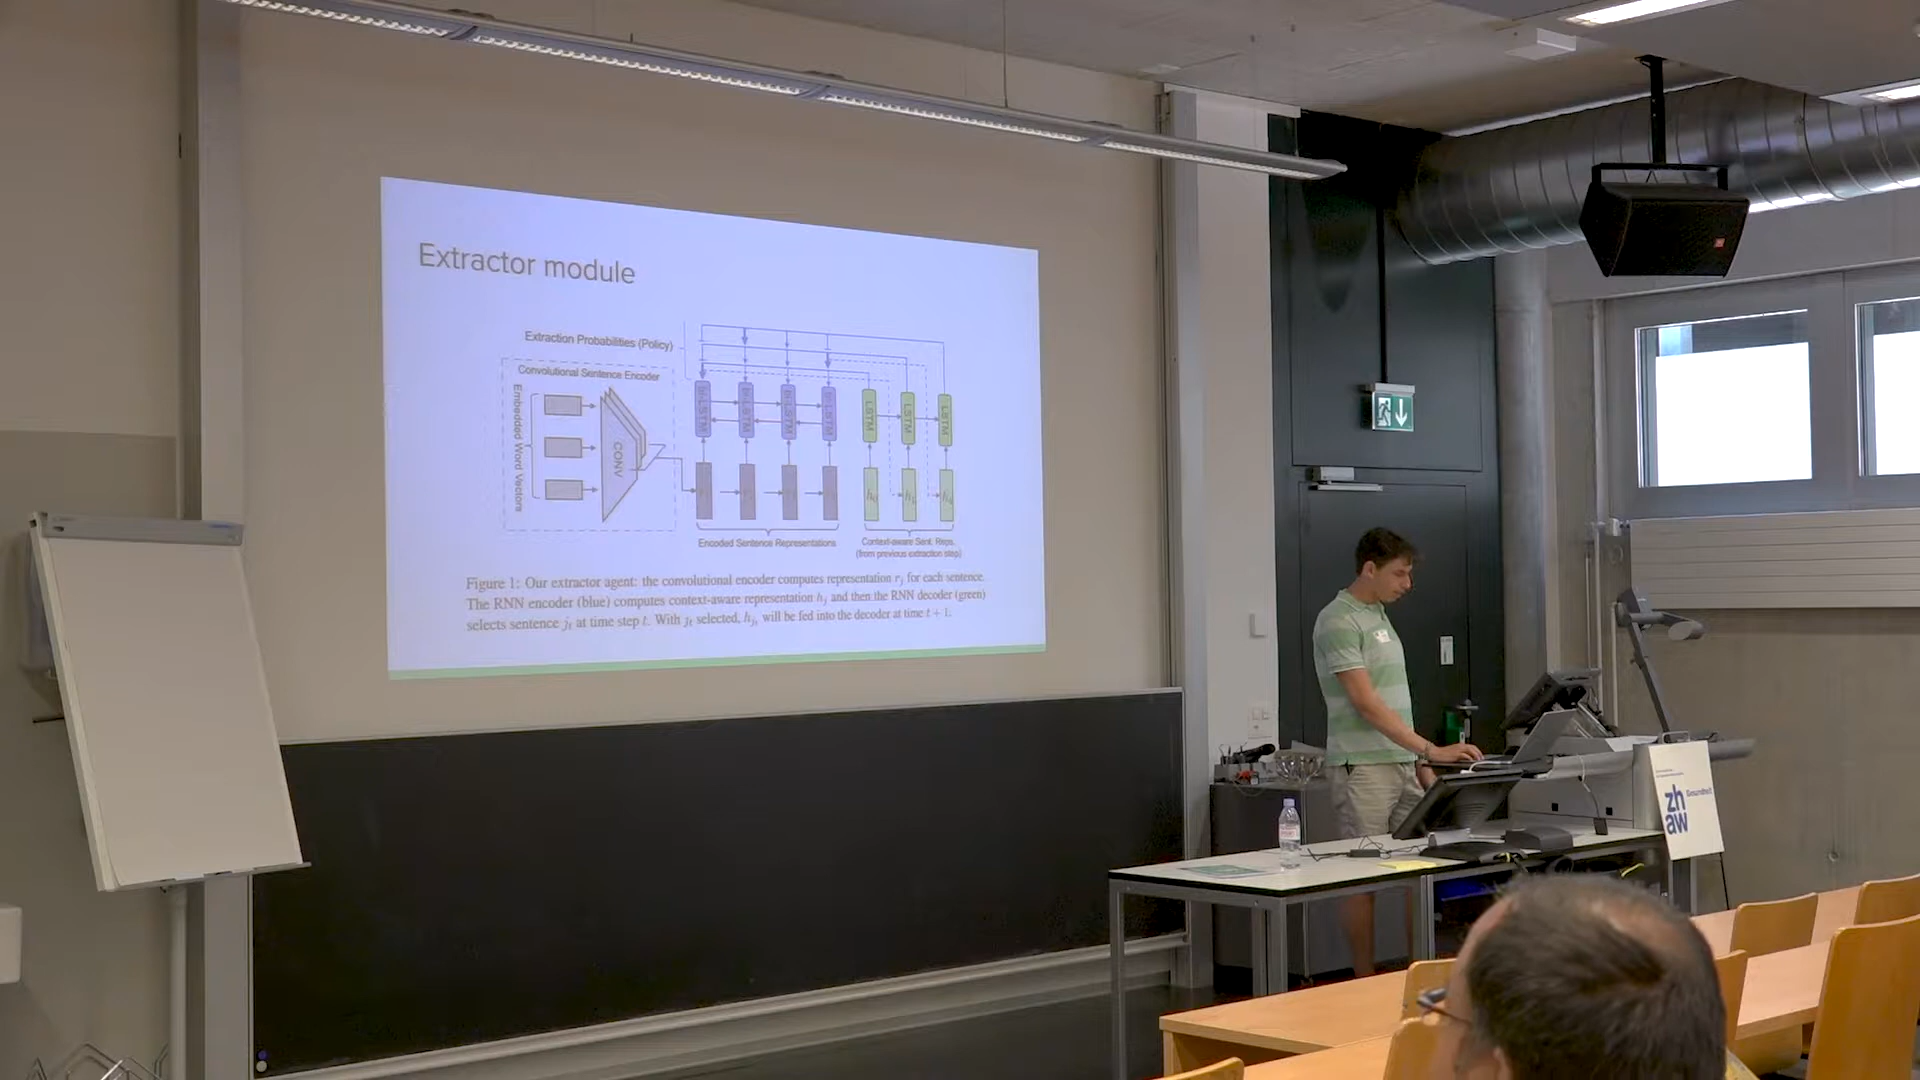 Extractor module
Extraction Probabilities (Policy)
Convolutional Sentence Encoder
Embedded Word Vectors
CONV
bi-LSTM
bi-LSTM
bi-LSTM
bi-LSTM
LSTM
LSTM
LSTM
Encoded Sentence Representations
Context-aware Sent. Reps.
(from previous extraction step)
Figure 1: Our extractor agent: the convolutional encoder computes representation rj for each sentence.
The RNN encoder (blue) computes context-aware representation hj and then the RNN decoder (green)
selects sentence jt at time step t. With jt selected, hjt will be fed into the decoder at time t + 1.
zh
aw
Gesundheit